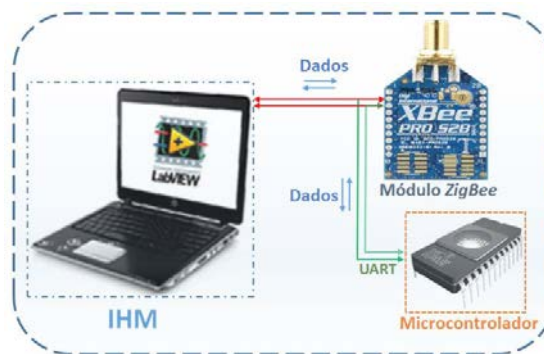 Dados
XBee
PRO S2B
Módulo ZigBee
LabVIEW
Dados
UART
IHM
Microcontrolador